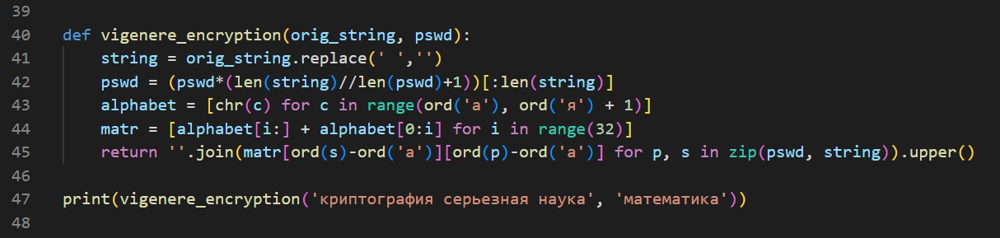 39
40 def vigenere_encryption(orig_string, pswd):
41 string = orig_string.replace(' ','')
42 pswd = (pswd*(len(string)//len(pswd)+1))[:len(string)]
43 alphabet = [chr(c) for c in range(ord('а'), ord('я') + 1)]
44 matr = [alphabet[i:] + alphabet[0:i] for i in range(32)]
45 return ''.join(matr[ord(s)-ord('а')][ord(p)-ord('а')] for p, s in zip(pswd, string)).upper()
46
47 print(vigenere_encryption('криптография серьезная наука', 'математика'))
48